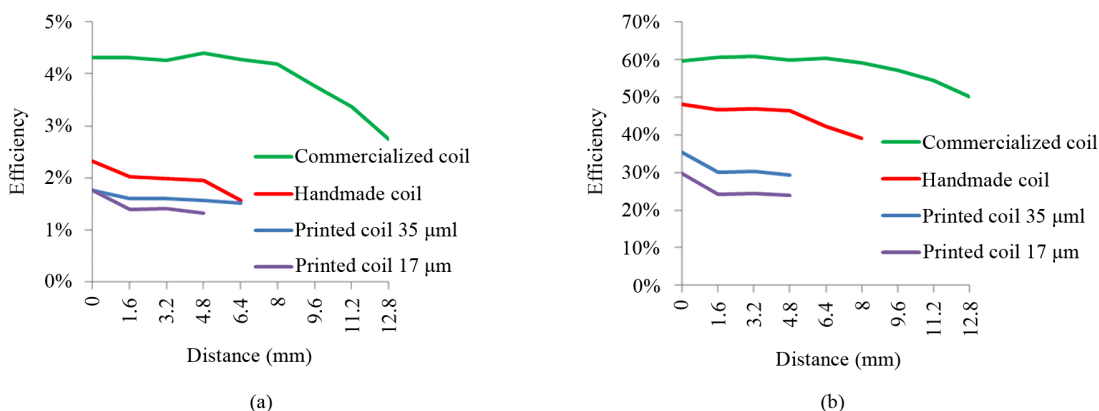 5%
4%
3%
2%
1%
0%
Efficiency
0
1.6
3.2
4.8
6.4
8
9.6
11.2
12.8
Distance (mm)
Commercialized coil
Handmade coil
Printed coil 35 µml
Printed coil 17 µm
(a)
70%
60%
50%
40%
30%
20%
10%
0%
Efficiency
0
1.6
3.2
4.8
6.4
8
9.6
11.2
12.8
Distance (mm)
Commercialized coil
Handmade coil
Printed coil 35 µml
Printed coil 17 µm
(b)